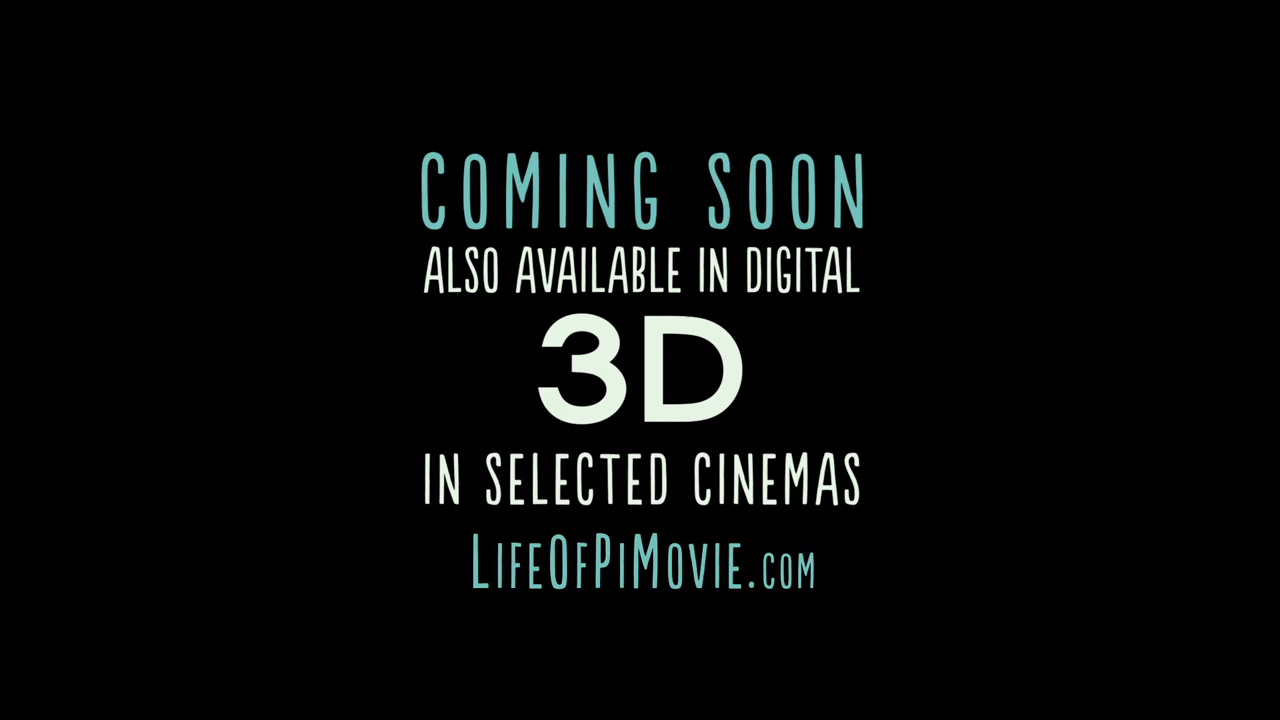 COMING SOON
ALSO AVAILABLE IN DIGITAL
3D
IN SELECTED CINEMAS
LIFEOFPIMOVIE.COM